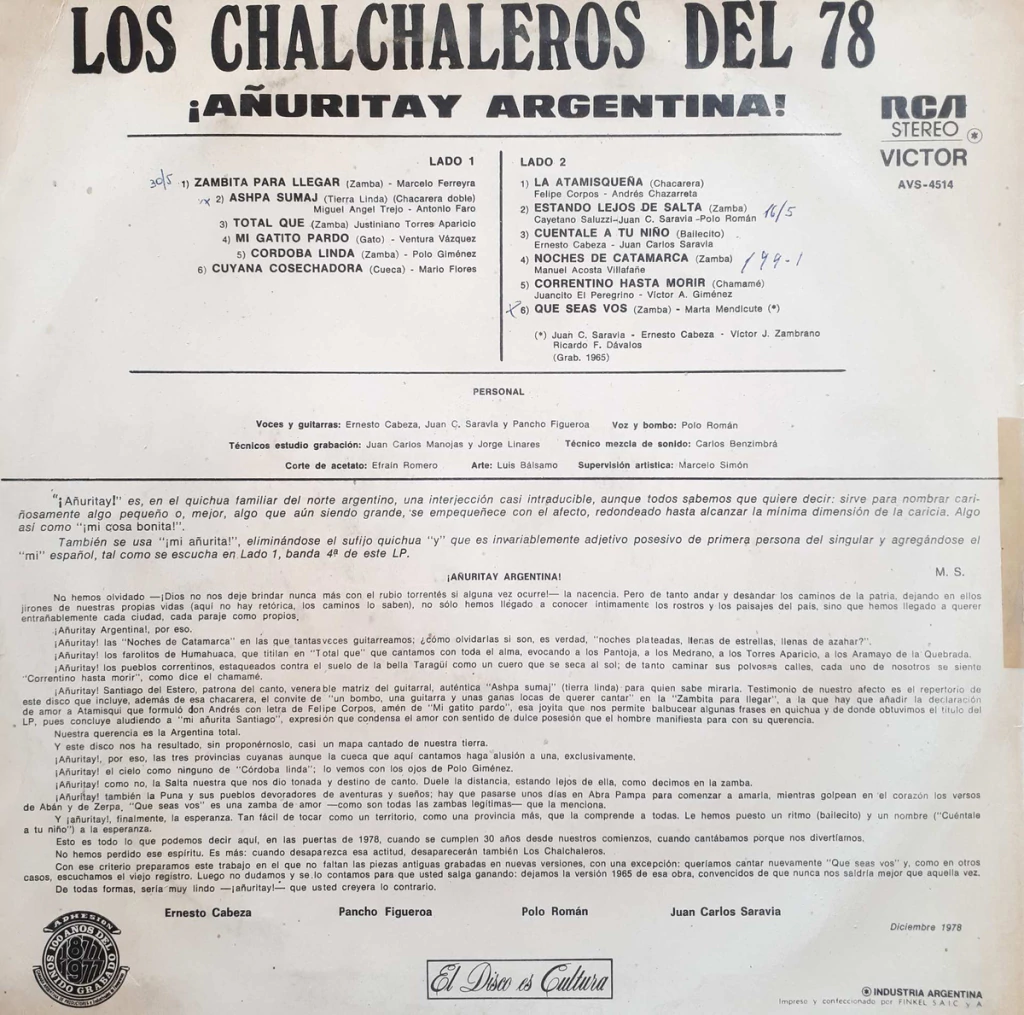 LOS CHALCHALEROS DEL 78
¡AÑURITAY ARGENTINA!
RCA
STEREO
VICTOR
AVS-4514
LADO 1
30/5 1) ZAMBITA PARA LLEGAR (Zamba) - Marcelo Ferreyra
2) ASHPA SUMAJ (Tierra Linda) (Chacarera doble)
Miguel Angel Trejo - Antonio Faro
3) TOTAL QUE (Zamba) Justiniano Torres Aparicio
4) MI GATITO PARDO (Gato) - Ventura Vázquez
5) CORDOBA LINDA (Zamba) - Polo Giménez
6) CUYANA COSECHADORA (Cueca) - Mario Flores
LADO 2
1) LA ATAMISQUEÑA (Chacarera)
Felipe Corpos - Andrés Chazarreta
2) ESTANDO LEJOS DE SALTA (Zamba)
Cayetano Saluzzi-Juan C. Saravia -Polo Román 16/5
3) CUENTALE A TU NIÑO (Bailecito)
Ernesto Cabeza - Juan Carlos Saravia
4) NOCHES DE CATAMARCA (Zamba)
Manuel Acosta Villafañe
5) CORRENTINO HASTA MORIR (Chamamé)
Juancito El Peregrino - Víctor A. Giménez
6) QUE SEAS VOS (Zamba) - Marta Mendicute (*)
(*) Juan C. Saravia - Ernesto Cabeza - Víctor J. Zambrano
Ricardo F. Dávalos
(Grab. 1965)
PERSONAL
Voces y guitarras: Ernesto Cabeza, Juan C. Saravia y Pancho Figueroa Voz y bombo: Polo Román
Técnicos estudio grabación: Juan Carlos Manojas y Jorge Linares Técnico mezcla de sonido: Carlos Benzimbrá
Corte de acetato: Efraín Romero Arte: Luis Bálsamo Supervisión artística: Marcelo Simón
"¡Añuritay!" es, en el quichua familiar del norte argentino, una interjección casi intraducible, aunque todos sabemos que quiere decir: sirve para nombrar cari-
ñosamente algo pequeño o, mejor, algo que aún siendo grande, se empequeñece con el afecto, redondeado hasta alcanzar la mínima dimensión de la caricia. Algo
así como "¡mi cosa bonita!".
También se usa "¡mi añurita!", eliminándose el sufijo quichua "y" que es invariablemente adjetivo posesivo de primera persona del singular y agregándose el
"mi" español, tal como se escucha en Lado 1, banda 4ª de este LP.
M. S.
¡AÑURITAY ARGENTINA!
No hemos olvidado —¡Dios no nos deje brindar nunca más con el rubio torrentés si alguna vez ocurre!— la nacencia. Pero de tanto andar y desandar los caminos de la patria, dejando en ellos
jirones de nuestras propias vidas (aquí no hay retórica, los caminos lo saben), no sólo hemos llegado a conocer íntimamente los rostros y los paisajes del país, sino que hemos llegado a querer
entrañablemente cada ciudad, cada paraje como propios.
¡Añuritay Argentina!, por eso.
¡Añuritay! las "Noches de Catamarca" en las que tantasveces guitarreamos; ¿cómo olvidarlas si son, es verdad, "noches plateadas, llenas de estrellas, llenas de azahar?".
¡Añuritay! los farolitos de Humahuaca, que titilan en "Total que" que cantamos con toda el alma, evocando a los Pantoja, a los Medrano, a los Torres Aparicio, a los Aramayo de la Quebrada.
¡Añuritay! los pueblos correntinos, estaqueados contra el suelo de la bella Taragüí como un cuero que se seca al sol; de tanto caminar sus polvosas calles, cada uno de nosotros se siente
"Correntino hasta morir", como dice el chamamé.
¡Añuritay! Santiago del Estero, patrona del canto, venerable matriz del guitarral, auténtica "Ashpa sumaj" (tierra linda) para quien sabe mirarla. Testimonio de nuestro afecto es el repertorio de
este disco que incluye, además de esa chacarera, el convite de "un bombo, una guitarra y unas ganas locas de querer cantar" en la "Zambita para llegar", a la que hay que añadir la declaración
de amor a Atamisqui que formuló don Andrés con letra de Felipe Corpos, amén de "Mi gatito pardo", esa joyita que nos permite balbucear algunas frases en quichua y de donde obtuvimos el título del
LP, pues concluye aludiendo a "mi añurita Santiago", expresión que condensa el amor con sentido de dulce posesión que el hombre manifiesta para con su querencia.
Nuestra querencia es la Argentina total.
Y este disco nos ha resultado, sin proponérnoslo, casi un mapa cantado de nuestra tierra.
¡Añuritay!, por eso, las tres provincias cuyanas aunque la cueca que aquí cantamos haga alusión a una, exclusivamente.
¡Añuritay! el cielo como ninguno de "Córdoba linda"; lo vemos con los ojos de Polo Giménez.
¡Añuritay! como no, la Salta nuestra que nos dio tonada y destino de canto. Duele la distancia, estando lejos de ella, como decimos en la zamba.
¡Añuritay! también la Puna y sus pueblos devoradores de aventuras y sueños; hay que pasarse unos días en Abra Pampa para comenzar a amarla, mientras golpean en el corazón los versos
de Abán y de Zerpa, "Que seas vos" es una zamba de amor —como son todas las zambas legítimas— que la menciona.
Y ¡añuritay!, finalmente, la esperanza. Tan fácil de tocar como un territorio, como una provincia más, que la comprende a todas. Le hemos puesto un ritmo (bailecito) y un nombre ("Cuéntale
a tu niño") a la esperanza.
Esto es todo lo que podemos decir aquí, en las puertas de 1978, cuando se cumplen 30 años desde nuestros comienzos, cuando cantábamos porque nos divertíamos.
No hemos perdido ese espíritu. Es más: cuando desaparezca esa actitud, desaparecerán también Los Chalchaleros.
Con ese criterio preparamos este trabajo en el que no faltan las piezas antiguas grabadas en nuevas versiones, con una excepción: queríamos cantar nuevamente "Que seas vos" y, como en otros
casos, escuchamos el viejo registro. Luego no dudamos y se lo contamos para que usted salga ganando: dejamos la versión 1965 de esa obra, convencidos de que nunca nos saldría mejor que aquella vez.
De todas formas, sería muy lindo —¡añuritay!— que usted creyera lo contrario.
Ernesto Cabeza Pancho Figueroa Polo Román Juan Carlos Saravia
Diciembre 1978
ADHESION
100 AÑOS DEL
1877
1977
SONIDO GRABADO
El Disco es Cultura
INDUSTRIA ARGENTINA
Impreso y confeccionado por FINKEL S.A.I.C. y A.